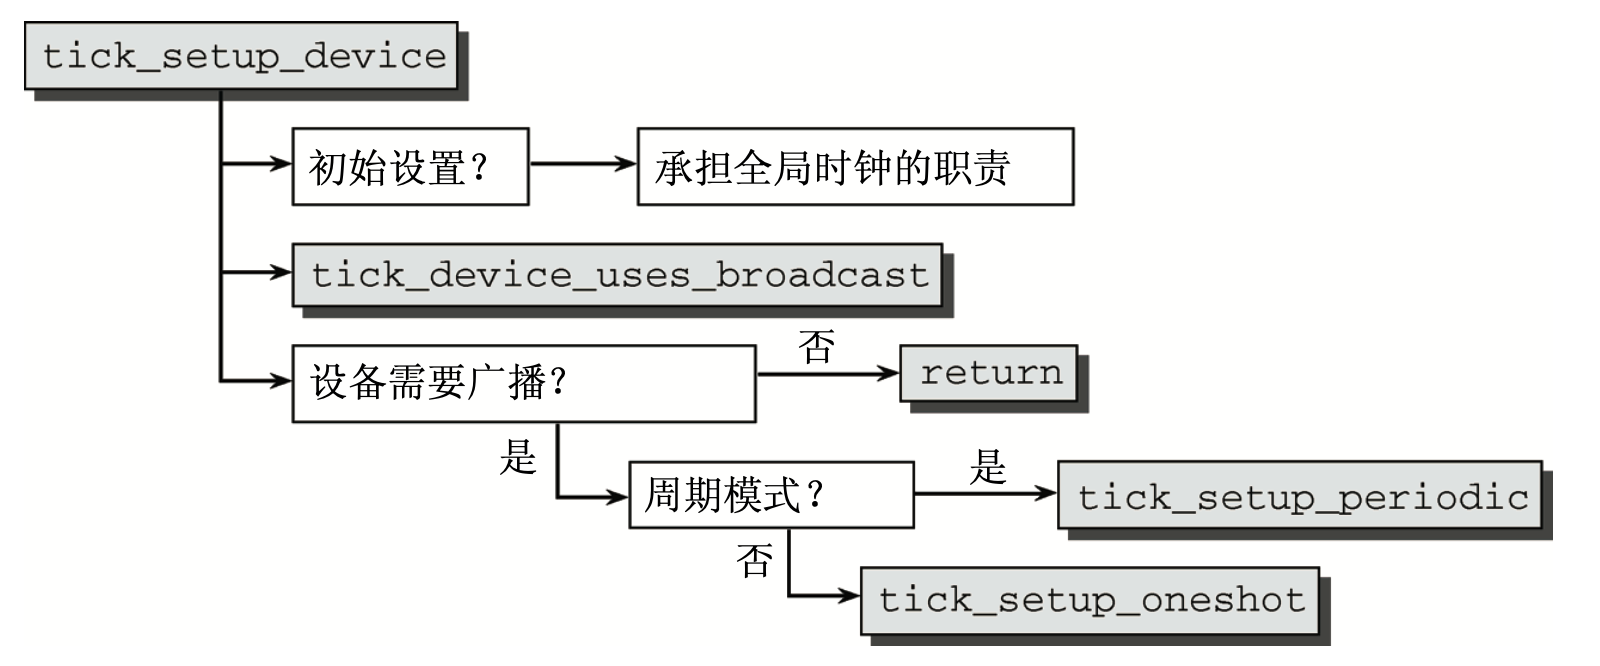 tick_setup_device
初始设置？
承担全局时钟的职责
tick_device_uses_broadcast
设备需要广播？
否
return
是
周期模式？
是
tick_setup_periodic
否
tick_setup_oneshot